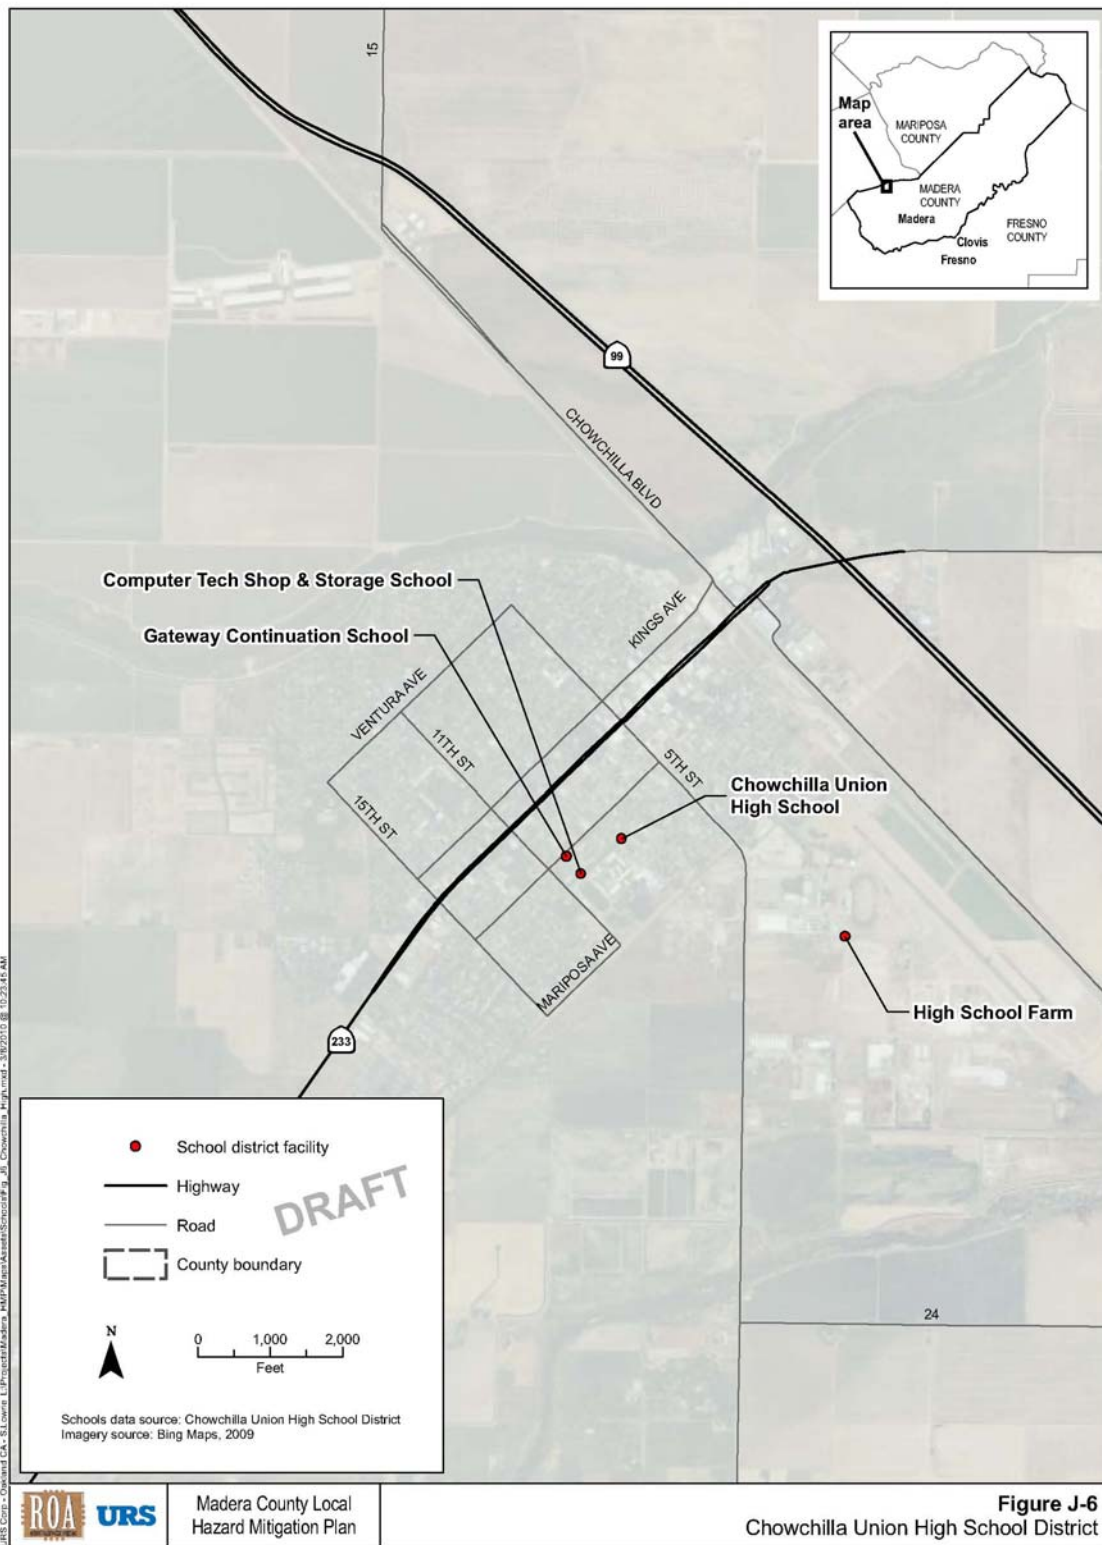 15
Map
area
MARIPOSA
COUNTY
MADERA
COUNTY
Madera
FRESNO
COUNTY
Clovis
Fresno
99
CHOWCHILLA BLVD
Computer Tech Shop & Storage School
KINGS AVE
Gateway Continuation School
VENTURA AVE
11TH ST
5TH ST
Chowchilla Union
High School
15TH ST
MARIPOSA AVE
High School Farm
233
School district facility
Highway
DRAFT
Road
County boundary
24
N
0 1,000 2,000
Feet
Schools data source: Chowchilla Union High School District
Imagery source: Bing Maps, 2009
ROA
URS
Madera County Local
Hazard Mitigation Plan
Figure J-6
Chowchilla Union High School District